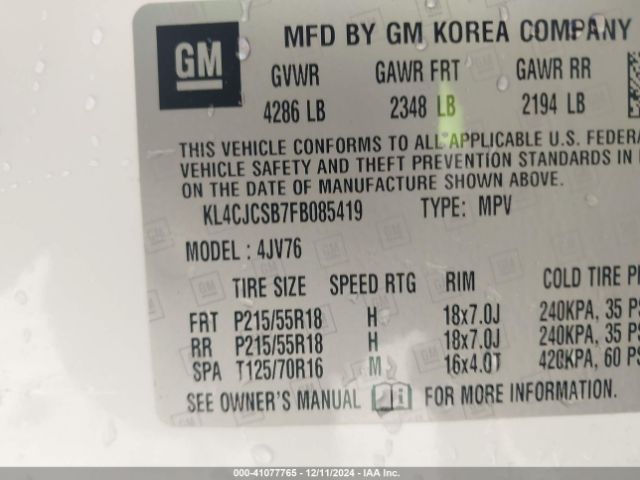 GM
MFD BY GM KOREA COMPANY
GVWR GAWR FRT GAWR RR
4286 LB 2348 LB 2194 LB
THIS VEHICLE CONFORMS TO ALL APPLICABLE U.S. FEDERA
VEHICLE SAFETY AND THEFT PREVENTION STANDARDS IN
ON THE DATE OF MANUFACTURE SHOWN ABOVE.
KL4CJCSB7FB085419 TYPE: MPV
MODEL : 4JV76
TIRE SIZE SPEED RTG RIM COLD TIRE P
FRT P215/55R18 H 18x7.0J 240KPA, 35 PS
RR P215/55R18 H 18x7.0J 240KPA, 35 PS
SPA T125/70R16 M 16x4.0T 420KPA, 60 PS
SEE OWNER'S MANUAL i FOR MORE INFORMATION.
000-41077765 - 12/11/2024 - IAA Inc.